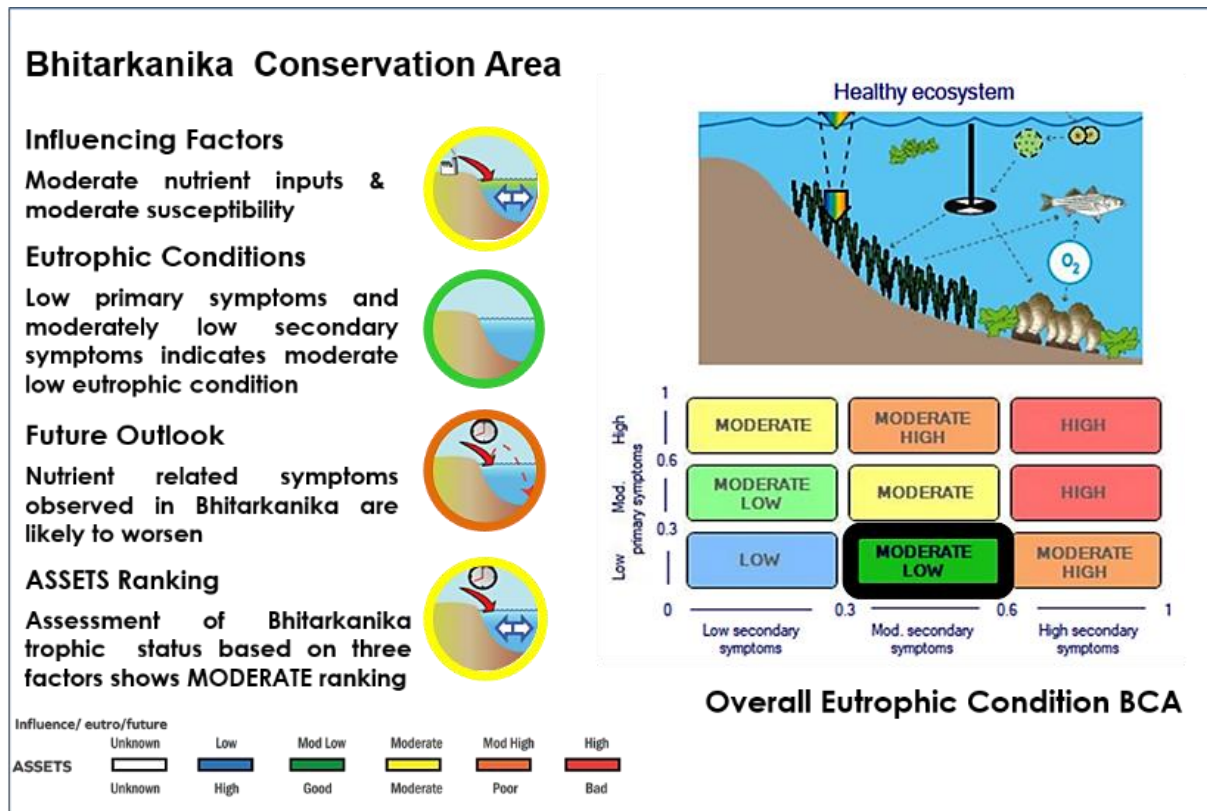 Bhitarkanika Conservation Area
Influencing Factors
Moderate nutrient inputs &
moderate susceptibility
Eutrophic Conditions
Low primary symptoms and
moderately low secondary
symptoms indicates moderate
low eutrophic condition
Future Outlook
Nutrient related symptoms
observed in Bhitarkanika are
likely to worsen
ASSETS Ranking
Assessment of Bhitarkanika
trophic status based on three
factors shows MODERATE ranking
Healthy ecosystem
O2
1
High
MODERATE
MODERATE
HIGH
HIGH
0.6
Mod.
primary symptoms
MODERATE
LOW
MODERATE
HIGH
0.3
Low
LOW
MODERATE
LOW
MODERATE
HIGH
0
0.3
0.6
1
Low secondary
symptoms
Mod. secondary
symptoms
High secondary
symptoms
Overall Eutrophic Condition BCA
Influence/ eutro/future
Unknown Low Mod Low Moderate Mod High High
ASSETS
Unknown High Good Moderate Poor Bad